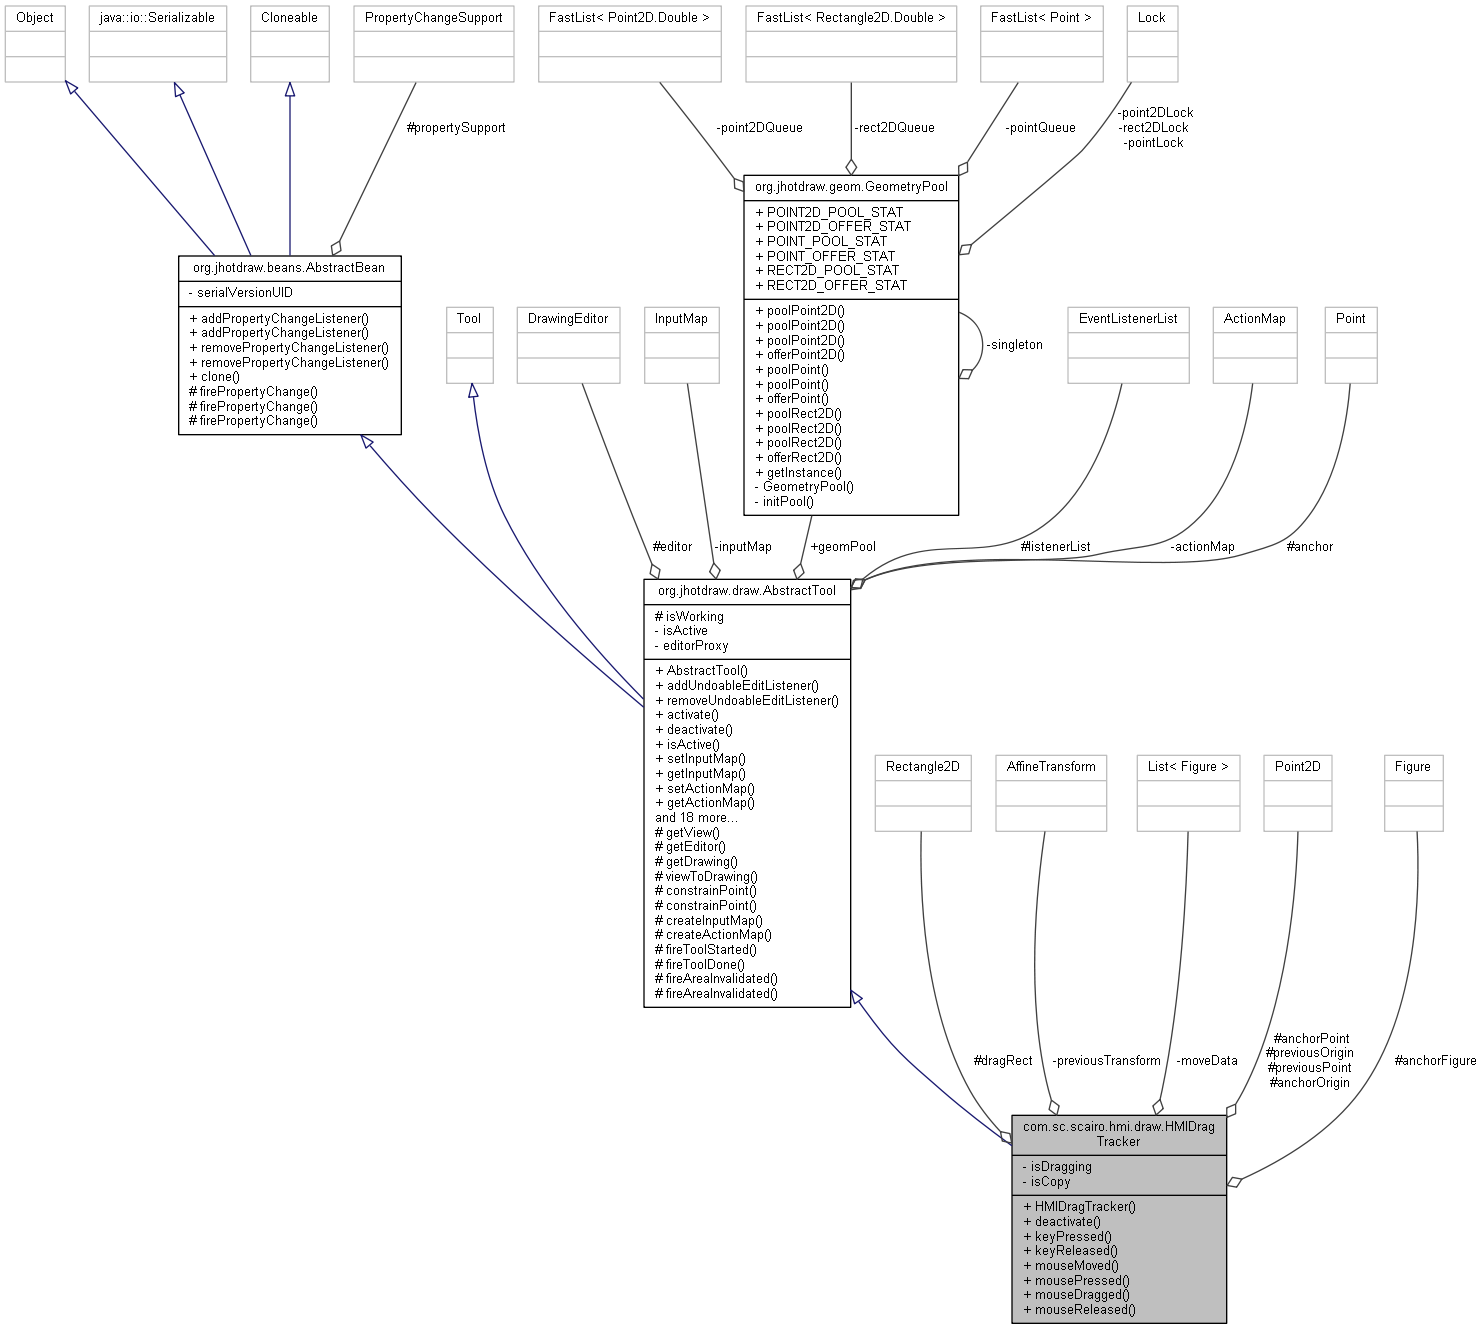 Object
java::io::Serializable
Cloneable
PropertyChangeSupport
FastList< Point2D.Double >
FastList< Rectangle2D.Double >
FastList< Point >
Lock
#propertySupport
-point2DQueue
-rect2DQueue
-pointQueue
-point2DLock
-rect2DLock
-pointLock
org.jhotdraw.geom.GeometryPool
+ POINT2D_POOL_STAT
+ POINT2D_OFFER_STAT
+ POINT_POOL_STAT
+ POINT_OFFER_STAT
+ RECT2D_POOL_STAT
+ RECT2D_OFFER_STAT
+ poolPoint2D()
+ poolPoint2D()
+ poolPoint2D()
+ offerPoint2D()
+ poolPoint()
+ poolPoint()
+ offerPoint()
+ poolRect2D()
+ poolRect2D()
+ poolRect2D()
+ offerRect2D()
+ getInstance()
- GeometryPool()
- initPool()
-singleton
org.jhotdraw.beans.AbstractBean
- serialVersionUID
+ addPropertyChangeListener()
+ addPropertyChangeListener()
+ removePropertyChangeListener()
+ removePropertyChangeListener()
+ clone()
# firePropertyChange()
# firePropertyChange()
# firePropertyChange()
Tool
DrawingEditor
InputMap
EventListenerList
ActionMap
Point
#editor
-inputMap
+geomPool
#listenerList
-actionMap
#anchor
org.jhotdraw.draw.AbstractTool
# isWorking
- isActive
- editorProxy
+ AbstractTool()
+ addUndoableEditListener()
+ removeUndoableEditListener()
+ activate()
+ deactivate()
+ isActive()
+ setInputMap()
+ getInputMap()
+ setActionMap()
+ getActionMap()
and 18 more...
# getView()
# getEditor()
# getDrawing()
# viewToDrawing()
# constrainPoint()
# constrainPoint()
# createInputMap()
# createActionMap()
# fireToolStarted()
# fireToolDone()
# fireAreaInvalidated()
# fireAreaInvalidated()
Rectangle2D
AffineTransform
List< Figure >
Point2D
Figure
#dragRect
-previousTransform
-moveData
#anchorPoint
#previousOrigin
#previousPoint
#anchorOrigin
#anchorFigure
com.sc.scairo.hmi.draw.HMIDrag
Tracker
- isDragging
- isCopy
+ HMIDragTracker()
+ deactivate()
+ keyPressed()
+ keyReleased()
+ mouseMoved()
+ mousePressed()
+ mouseDragged()
+ mouseReleased()